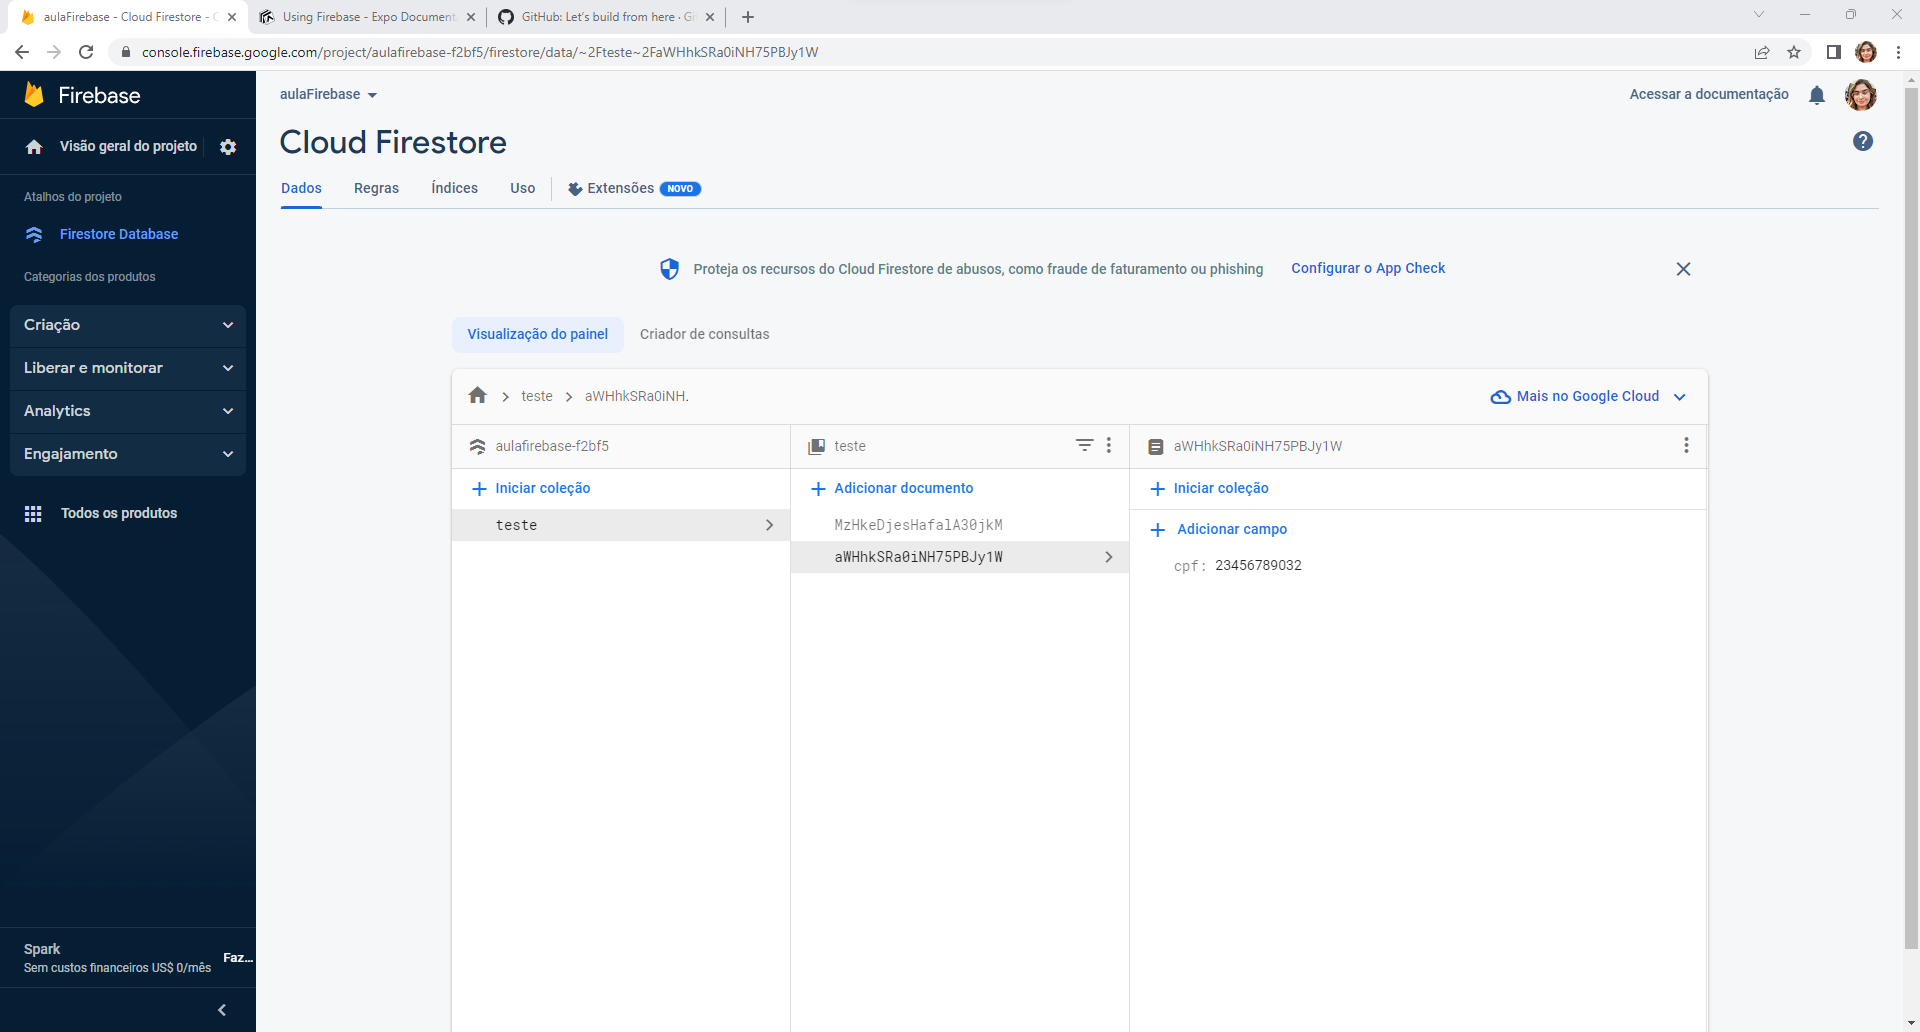 aulaFirebase - Cloud Firestore -
Using Firebase - Expo Document
GitHub: Let's build from here ·
console.firebase.google.com/project/aulafirebase-f2bf5/firestore/data/~2Fteste~2FaWHhkSRa0iNH75PBJy1W
Firebase
aulaFirebase
Acessar a documentação
Cloud Firestore
Visão geral do projeto
Dados
Regras
Índices
Uso
Extensões
NOVO
Atalhos do projeto
Firestore Database
Categorias dos produtos
Proteja os recursos do Cloud Firestore de abusos, como fraude de faturamento ou phishing
Configurar o App Check
Criação
Liberar e monitorar
Analytics
Engajamento
Todos os produtos
Visualização do painel
Criador de consultas
teste
aWHhkSRa0iNH.
Mais no Google Cloud
aulafirebase-f2bf5
teste
aWHhkSRa0iNH75PBJy1W
Iniciar coleção
Adicionar documento
Iniciar coleção
teste
MzHkeDjesHafalA30jkM
Adicionar campo
aWHhkSRa0iNH75PBJy1W
cpf: 23456789032
Spark
Sem custos financeiros US$ 0/mês
Faz...